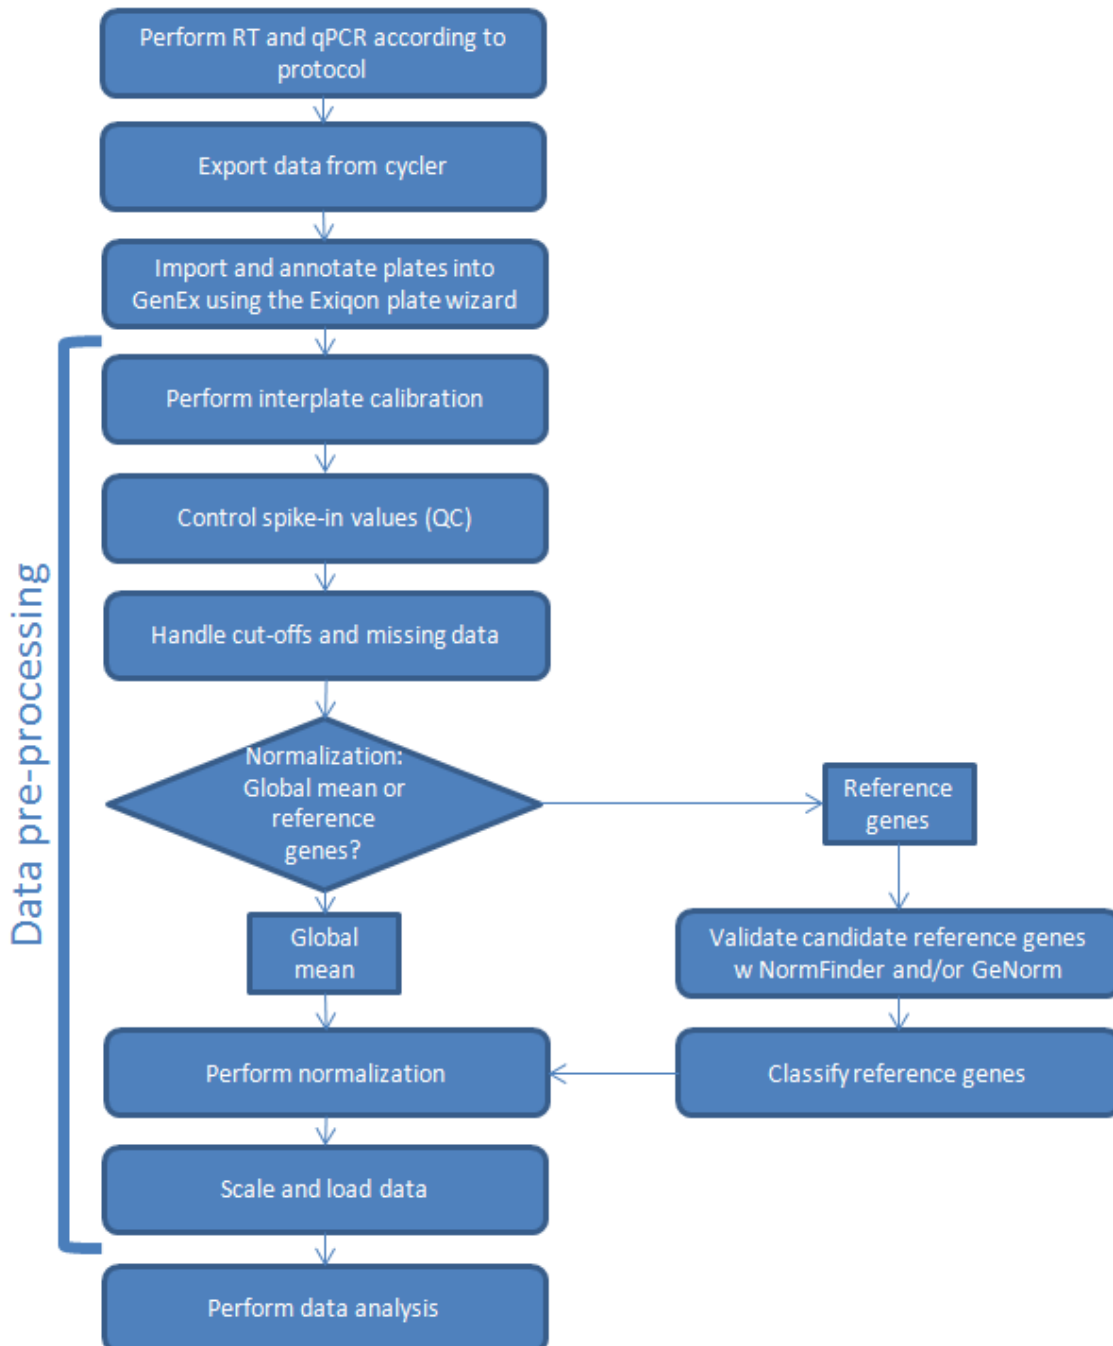 Perform RT and qPCR according to
protocol
Export data from cycler
Import and annotate plates into
GenEx using the Exiqon plate wizard
Data pre-processing
Perform interplate calibration
Control spike-in values (QC)
Handle cut-offs and missing data
Normalization:
Global mean or
reference
genes?
Reference
genes
Global
mean
Validate candidate reference genes
w NormFinder and/or GeNorm
Perform normalization
Classify reference genes
Scale and load data
Perform data analysis